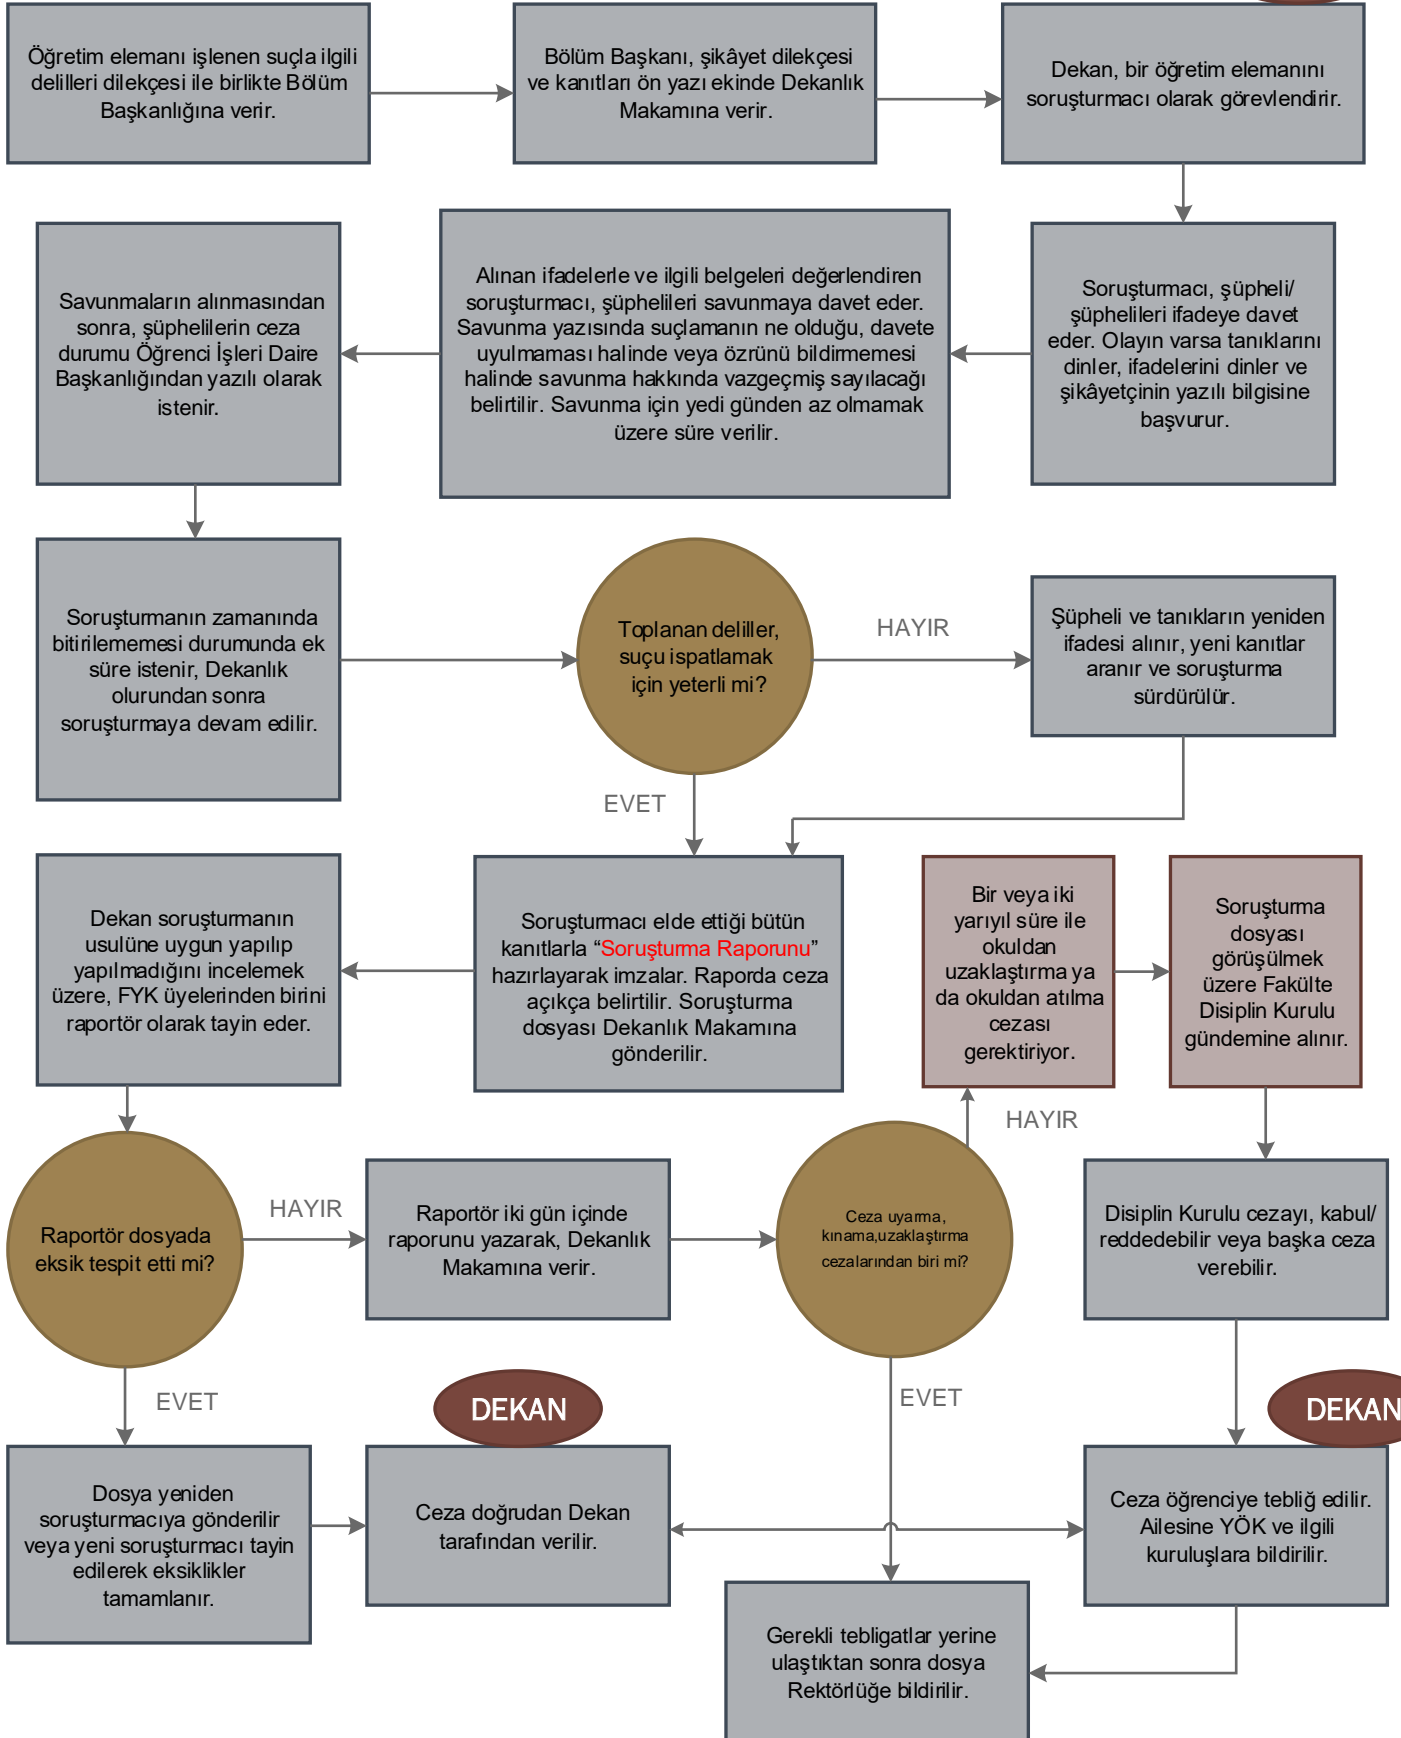 Öğretim elemanı işlenen suçla ilgili
delilleri dilekçesi ile birlikte Bölüm
Başkanlığına verir.
Bölüm Başkanı, şikâyet dilekçesi
ve kanıtları ön yazı ekinde Dekanlık
Makamına verir.
Dekan, bir öğretim elemanını
soruşturmacı olarak görevlendirir.
Savunmaların alınmasından
sonra, şüphelilerin ceza
durumu Öğrenci İşleri Daire
Başkanlığından yazılı olarak
istenir.
Alınan ifadelerle ve ilgili belgeleri değerlendiren
soruşturmacı, şüphelileri savunmaya davet eder.
Savunma yazısında suçlamanın ne olduğu, davete
uyulmaması halinde veya özrünü bildirmemesi
halinde savunma hakkında vazgeçmiş sayılacağı
belirtilir. Savunma için yedi günden az olmamak
üzere süre verilir.
Soruşturmacı, şüpheli/
şüphelileri ifadeye davet
eder. Olayın varsa tanıklarını
dinler, ifadelerini dinler ve
şikâyetçinin yazılı bilgisine
başvurur.
Soruşturmanın zamanında
bitirilememesi durumunda ek
süre istenir, Dekanlık
olurundan sonra
soruşturmaya devam edilir.
Toplanan deliller,
suçu ispatlamak
için yeterli mi?
HAYIR
Şüpheli ve tanıkların yeniden
ifadesi alınır, yeni kanıtlar
aranır ve soruşturma
sürdürülür.
EVET
Dekan soruşturmanın
usulüne uygun yapılıp
yapılmadığını incelemek
üzere, FYK üyelerinden birini
raportör olarak tayin eder.
Soruşturmacı elde ettiği bütün
kanıtlarla “Soruşturma Raporunu”
hazırlayarak imzalar. Raporda ceza
açıkça belirtilir. Soruşturma
dosyası Dekanlık Makamına
gönderilir.
Bir veya iki
yarıyıl süre ile
okuldan
uzaklaştırma ya
da okuldan atılma
cezası
gerektiriyor.
Soruşturma
dosyası
görüşülmek
üzere Fakülte
Disiplin Kurulu
gündemine alınır.
HAYIR
Raportör dosyada
eksik tespit etti mi?
HAYIR
Raportör iki gün içinde
raporunu yazarak, Dekanlık
Makamına verir.
Ceza uyarma,
kınama,uzaklaştırma
cezalarından biri mi?
Disiplin Kurulu cezayı, kabul/
reddedebilir veya başka ceza
verebilir.
EVET
DEKAN
EVET
DEKAN
Dosya yeniden
soruşturmacıya gönderilir
veya yeni soruşturmacı tayin
edilerek eksiklikler
tamamlanır.
Ceza doğrudan Dekan
tarafından verilir.
Ceza öğrenciye tebliğ edilir.
Ailesine YÖK ve ilgili
kuruluşlara bildirilir.
Gerekli tebligatlar yerine
ulaştıktan sonra dosya
Rektörlüğe bildirilir.